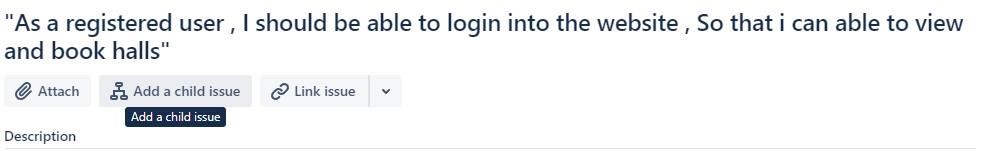 "As a registered user , I should be able to login into the website , So that i can able to view
and book halls"
Attach
Add a child issue
Link issue
Add a child issue
Description